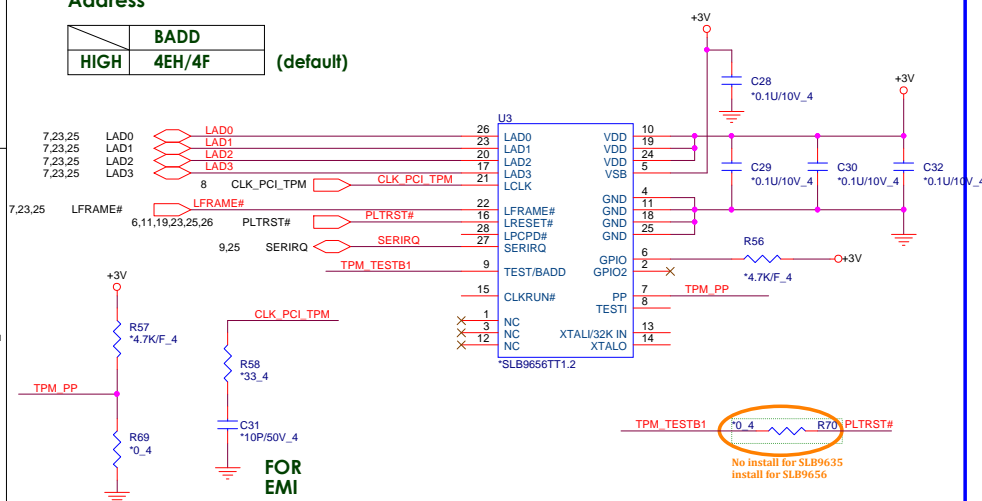 Address
BADD
HIGH 4EH/4F (default)
+3V
C28
*0.1U/10V_4
+3V
C29
*0.1U/10V_4
C30
*0.1U/10V_4
C32
*0.1U/10V_4
U3
7,23,25 LAD0 LAD0 26 LAD0
7,23,25 LAD1 LAD1 23 LAD1
7,23,25 LAD2 LAD2 20 LAD2
7,23,25 LAD3 LAD3 17 LAD3
8 CLK_PCI_TPM CLK_PCI_TPM 21 LCLK
7,23,25 LFRAME# LFRAME# 22 LFRAME#
6,11,19,23,25,26 PLTRST# PLTRST# 16 LRESET#
28 LPCPD#
9,25 SERIRQ SERIRQ 27 SERIRQ
TPM_TESTB1 9 TEST/BADD
15 CLKRUN#
1 NC
3 NC
12 NC
VDD 10
VDD 19
VDD 24
VSB 5
GND 4
GND 11
GND 18
GND 25
GPIO 6
GPIO2 2
PP 7 TPM_PP
TESTI 8
XTALI/32K IN 13
XTALO 14
*SLB9656TT1.2
R56
*4.7K/F_4
+3V
+3V
R57
*4.7K/F_4
TPM_PP
R69
*0_4
CLK_PCI_TPM
R58
*33_4
C31
*10P/50V_4
FOR
EMI
TPM_TESTB1 *0_4 R70 PLTRST#
No install for SLB9635
install for SLB9656